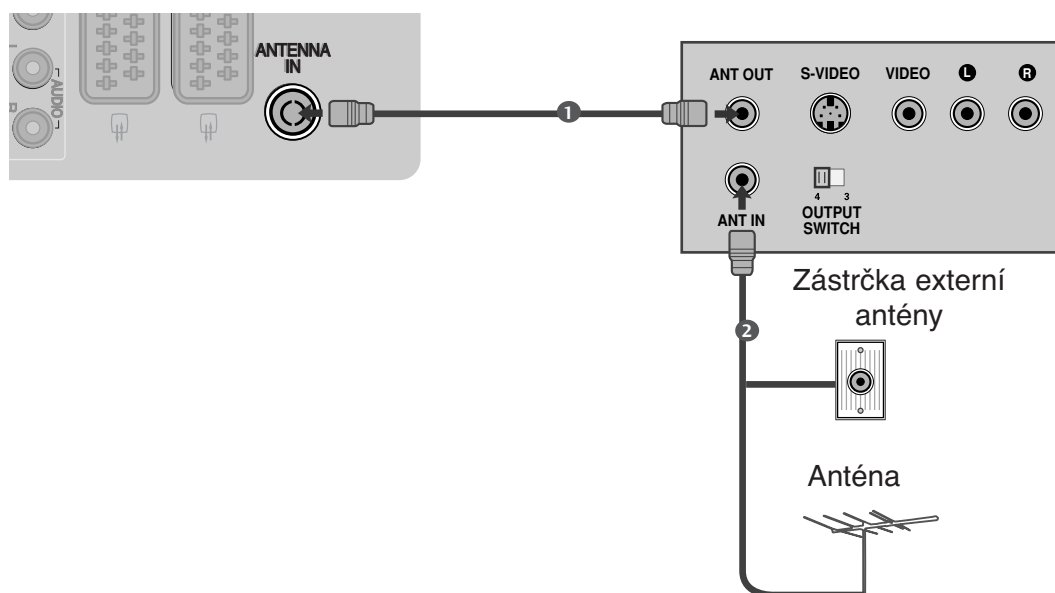 ANTENNA
IN
L
R
AUDIO
1
ANT OUT
S-VIDEO
VIDEO
L
R
ANT IN
4 3
OUTPUT
SWITCH
2
Zástrčka externí
antény
Anténa